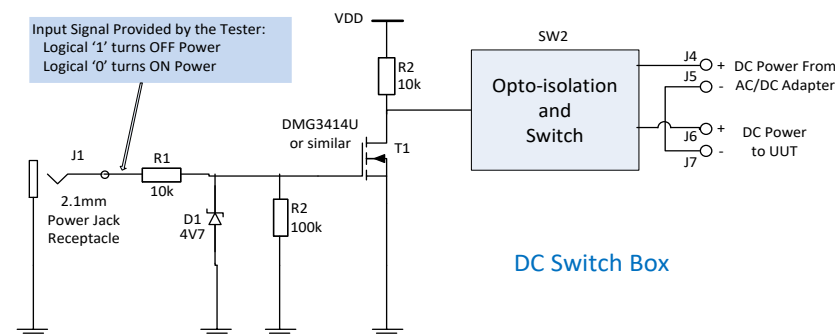 Input Signal Provided by the Tester:
Logical ‘1’ turns OFF Power
Logical ‘0’ turns ON Power
VDD
R2
10k
SW2
Opto-isolation
and
Switch
J4
+ DC Power From
J5
- AC/DC Adapter
+ DC Power
J6
- to UUT
J7
DMG3414U
or similar
T1
J1
R1
10k
2.1mm
Power Jack
Receptacle
D1
4V7
R2
100k
DC Switch Box